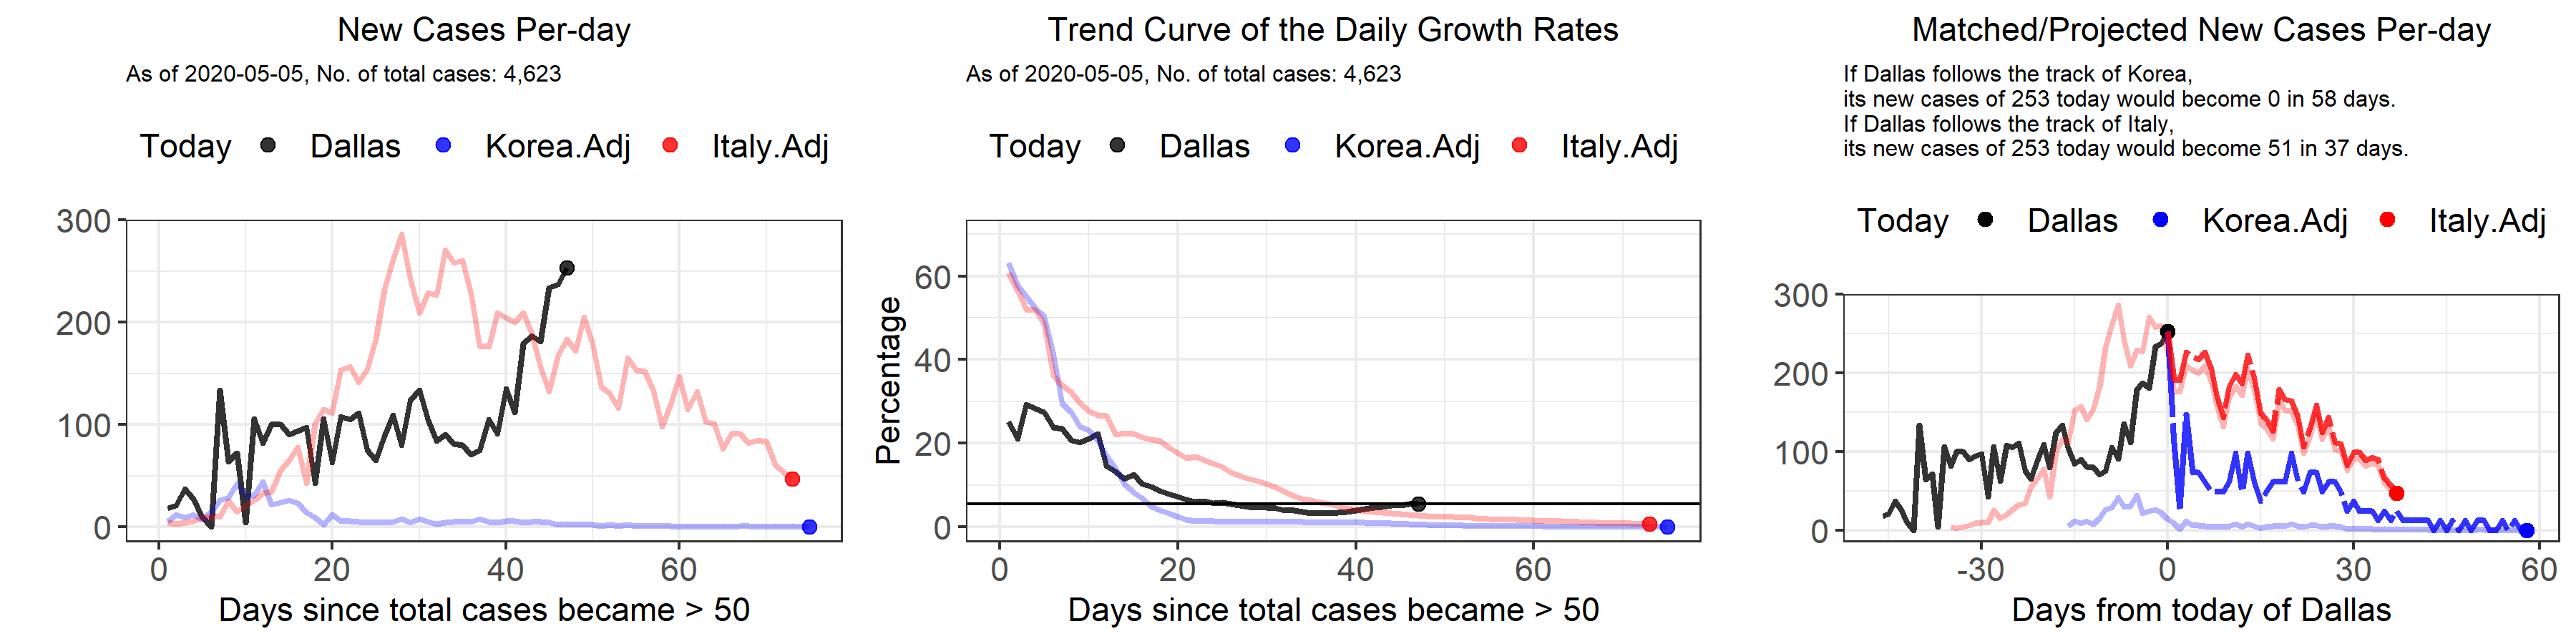 New Cases Per-day
As of 2020-05-05, No. of total cases: 4,623
Today Dallas Korea.Adj Italy.Adj
300
200
100
0
0 20 40 60
Days since total cases became > 50
Trend Curve of the Daily Growth Rates
As of 2020-05-05, No. of total cases: 4,623
Today Dallas Korea.Adj Italy.Adj
Percentage
60
40
20
0
0 20 40 60
Days since total cases became > 50
Matched/Projected New Cases Per-day
If Dallas follows the track of Korea,
its new cases of 253 today would become 0 in 58 days.
If Dallas follows the track of Italy,
its new cases of 253 today would become 51 in 37 days.
Today Dallas Korea.Adj Italy.Adj
300
200
100
0
-30 0 30 60
Days from today of Dallas